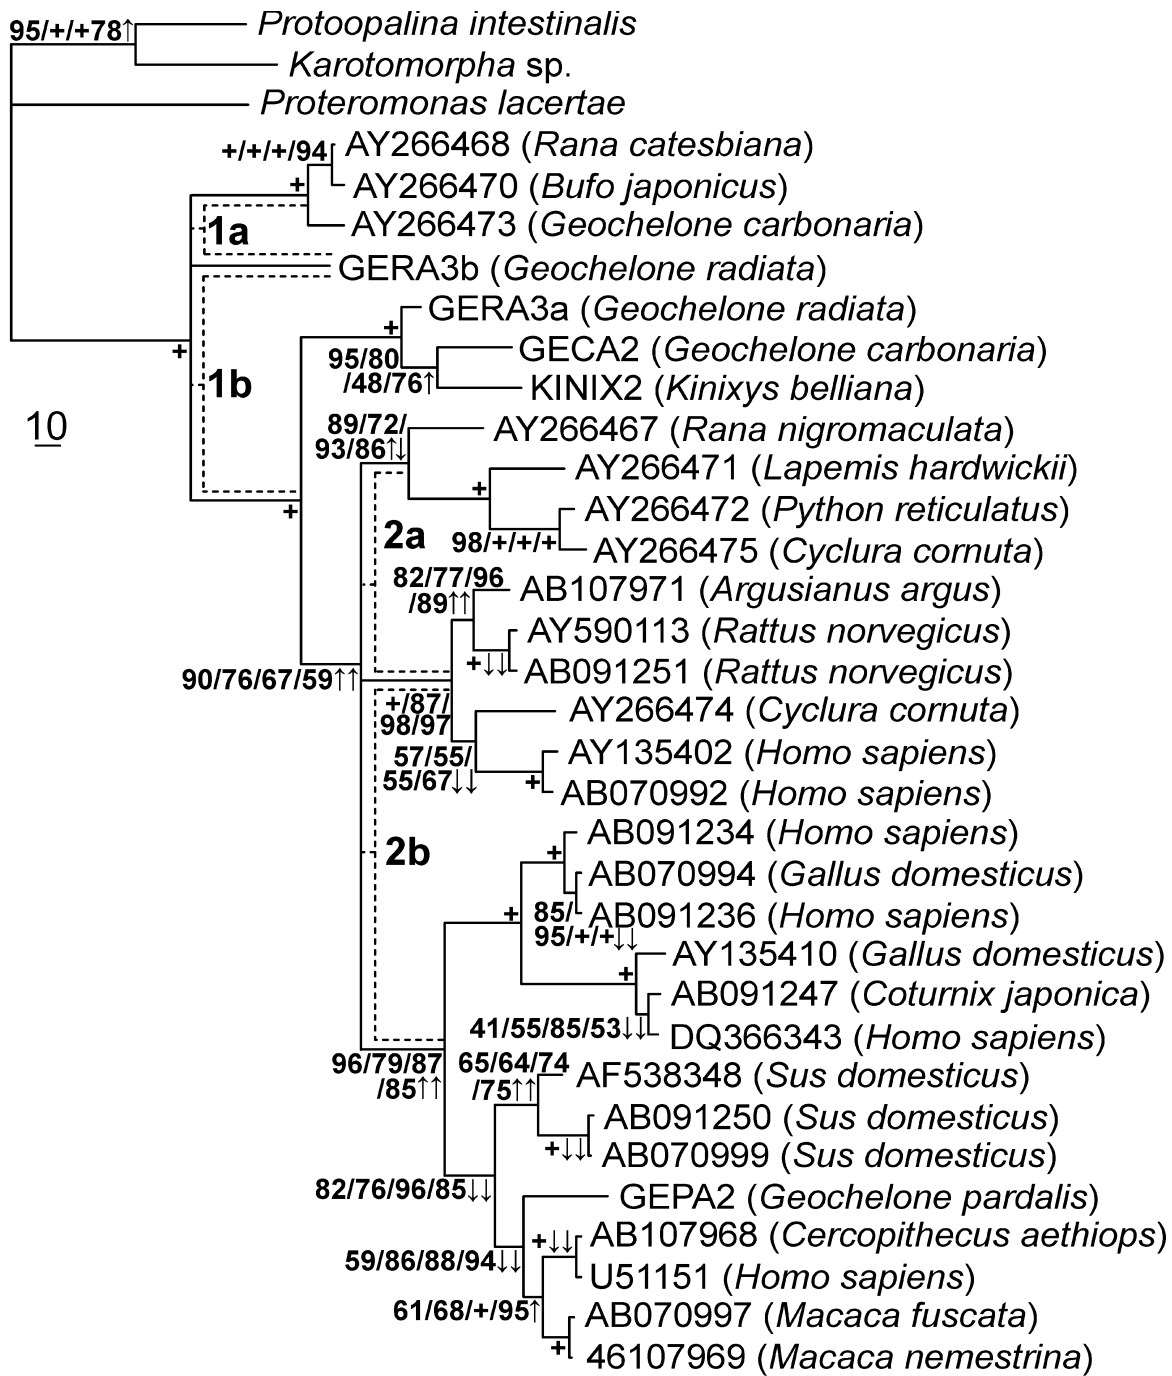 Protoopalina intestinalis
95/+/+78↑
Karotomorpha sp.
Proteromonas lacertae
+/+/+/94
AY266468 (Rana catesbiana)
+
AY266470 (Bufo japonicus)
AY266473 (Geochelone carbonaria)
1a
GERA3b (Geochelone radiata)
GERA3a (Geochelone radiata)
+
+
95/80
/48/76↑
GECA2 (Geochelone carbonaria)
KINIX2 (Kinixys belliana)
1b
10
89/72/
93/86↑↓
AY266467 (Rana nigromaculata)
AY266471 (Lapemis hardwickii)
+
+
AY266472 (Python reticulatus)
2a
98/+/+/+
AY266475 (Cyclura cornuta)
82/77/96
/89↑↑
AB107971 (Argusianus argus)
AY590113 (Rattus norvegicus)
+↓↓
AB091251 (Rattus norvegicus)
90/76/67/59↑↑
+/87/
98/97
AY266474 (Cyclura cornuta)
57/55/
55/67↓↓
AY135402 (Homo sapiens)
+
AB070992 (Homo sapiens)
AB091234 (Homo sapiens)
2b
+
AB070994 (Gallus domesticus)
+
85/
95/+/+↓↓
AB091236 (Homo sapiens)
AY135410 (Gallus domesticus)
+
AB091247 (Coturnix japonica)
41/55/85/53↓↓
DQ366343 (Homo sapiens)
96/79/87
/85↑↑
65/64/74
/75↑↑
AF538348 (Sus domesticus)
AB091250 (Sus domesticus)
+↓↓
AB070999 (Sus domesticus)
82/76/96/85↓↓
GEPA2 (Geochelone pardalis)
+↓↓
AB107968 (Cercopithecus aethiops)
59/86/88/94↓↓
U51151 (Homo sapiens)
61/68/+/95↑
AB070997 (Macaca fuscata)
+
46107969 (Macaca nemestrina)